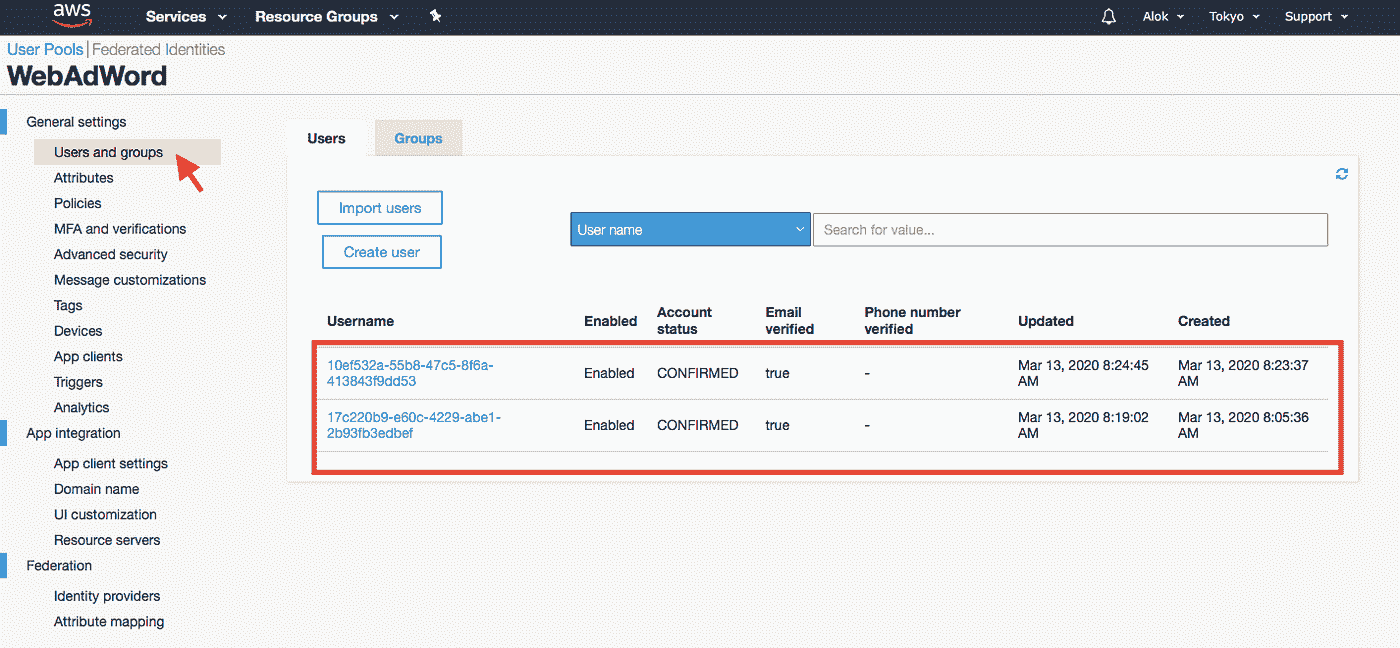 aws Services Resource Groups Alok Tokyo Support
User Pools | Federated Identities
WebAdWord
General settings
Users and groups
Attributes
Policies
MFA and verifications
Advanced security
Message customizations
Tags
Devices
App clients
Triggers
Analytics
App integration
App client settings
Domain name
UI customization
Resource servers
Federation
Identity providers
Attribute mapping
Users Groups
Import users
Create user
User name Search for value...
Username Enabled Account status Email verified Phone number verified Updated Created
10ef532a-55b8-47c5-8f6a-413843f9dd53 Enabled CONFIRMED true - Mar 13, 2020 8:24:45 AM Mar 13, 2020 8:23:37 AM
17c220b9-e60c-4229-abe1-2b93fb3edbef Enabled CONFIRMED true - Mar 13, 2020 8:19:02 AM Mar 13, 2020 8:05:36 AM